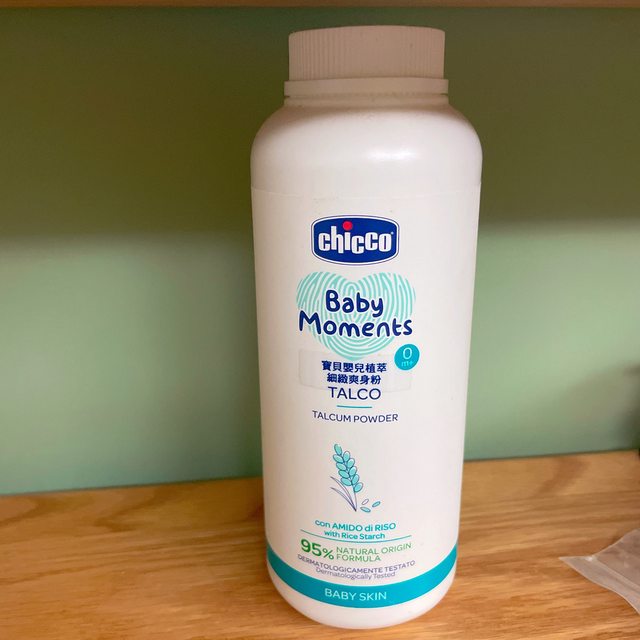 chicco
Baby
Moments
0
m+
寶貝嬰兒植萃
細緻爽身粉
TALCO
TALCUM POWDER
con AMIDO di RISO
with Rice Starch
95% NATURAL ORIGIN
FORMULA
DERMATOLOGICAMENTE TESTATO
Dermatologically Tested
BABY SKIN